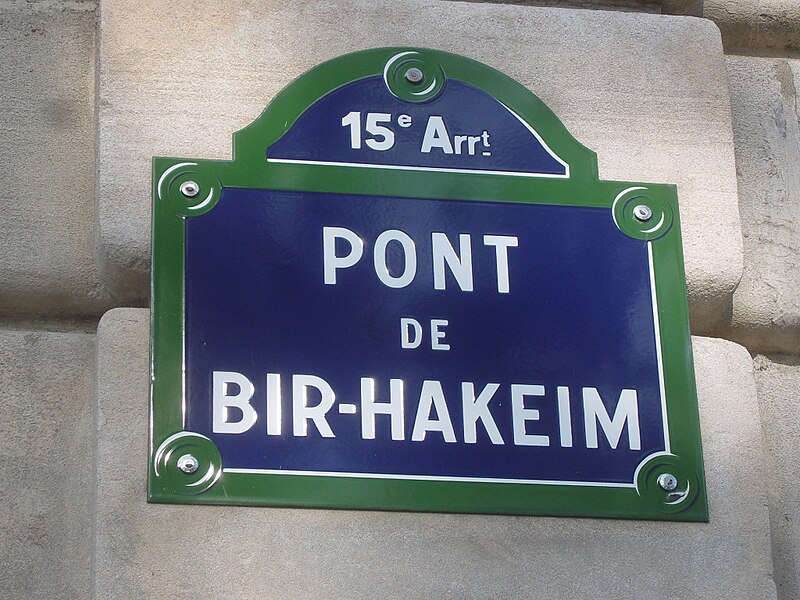 15e Arrt
PONT
DE
BIR-HAKEIM